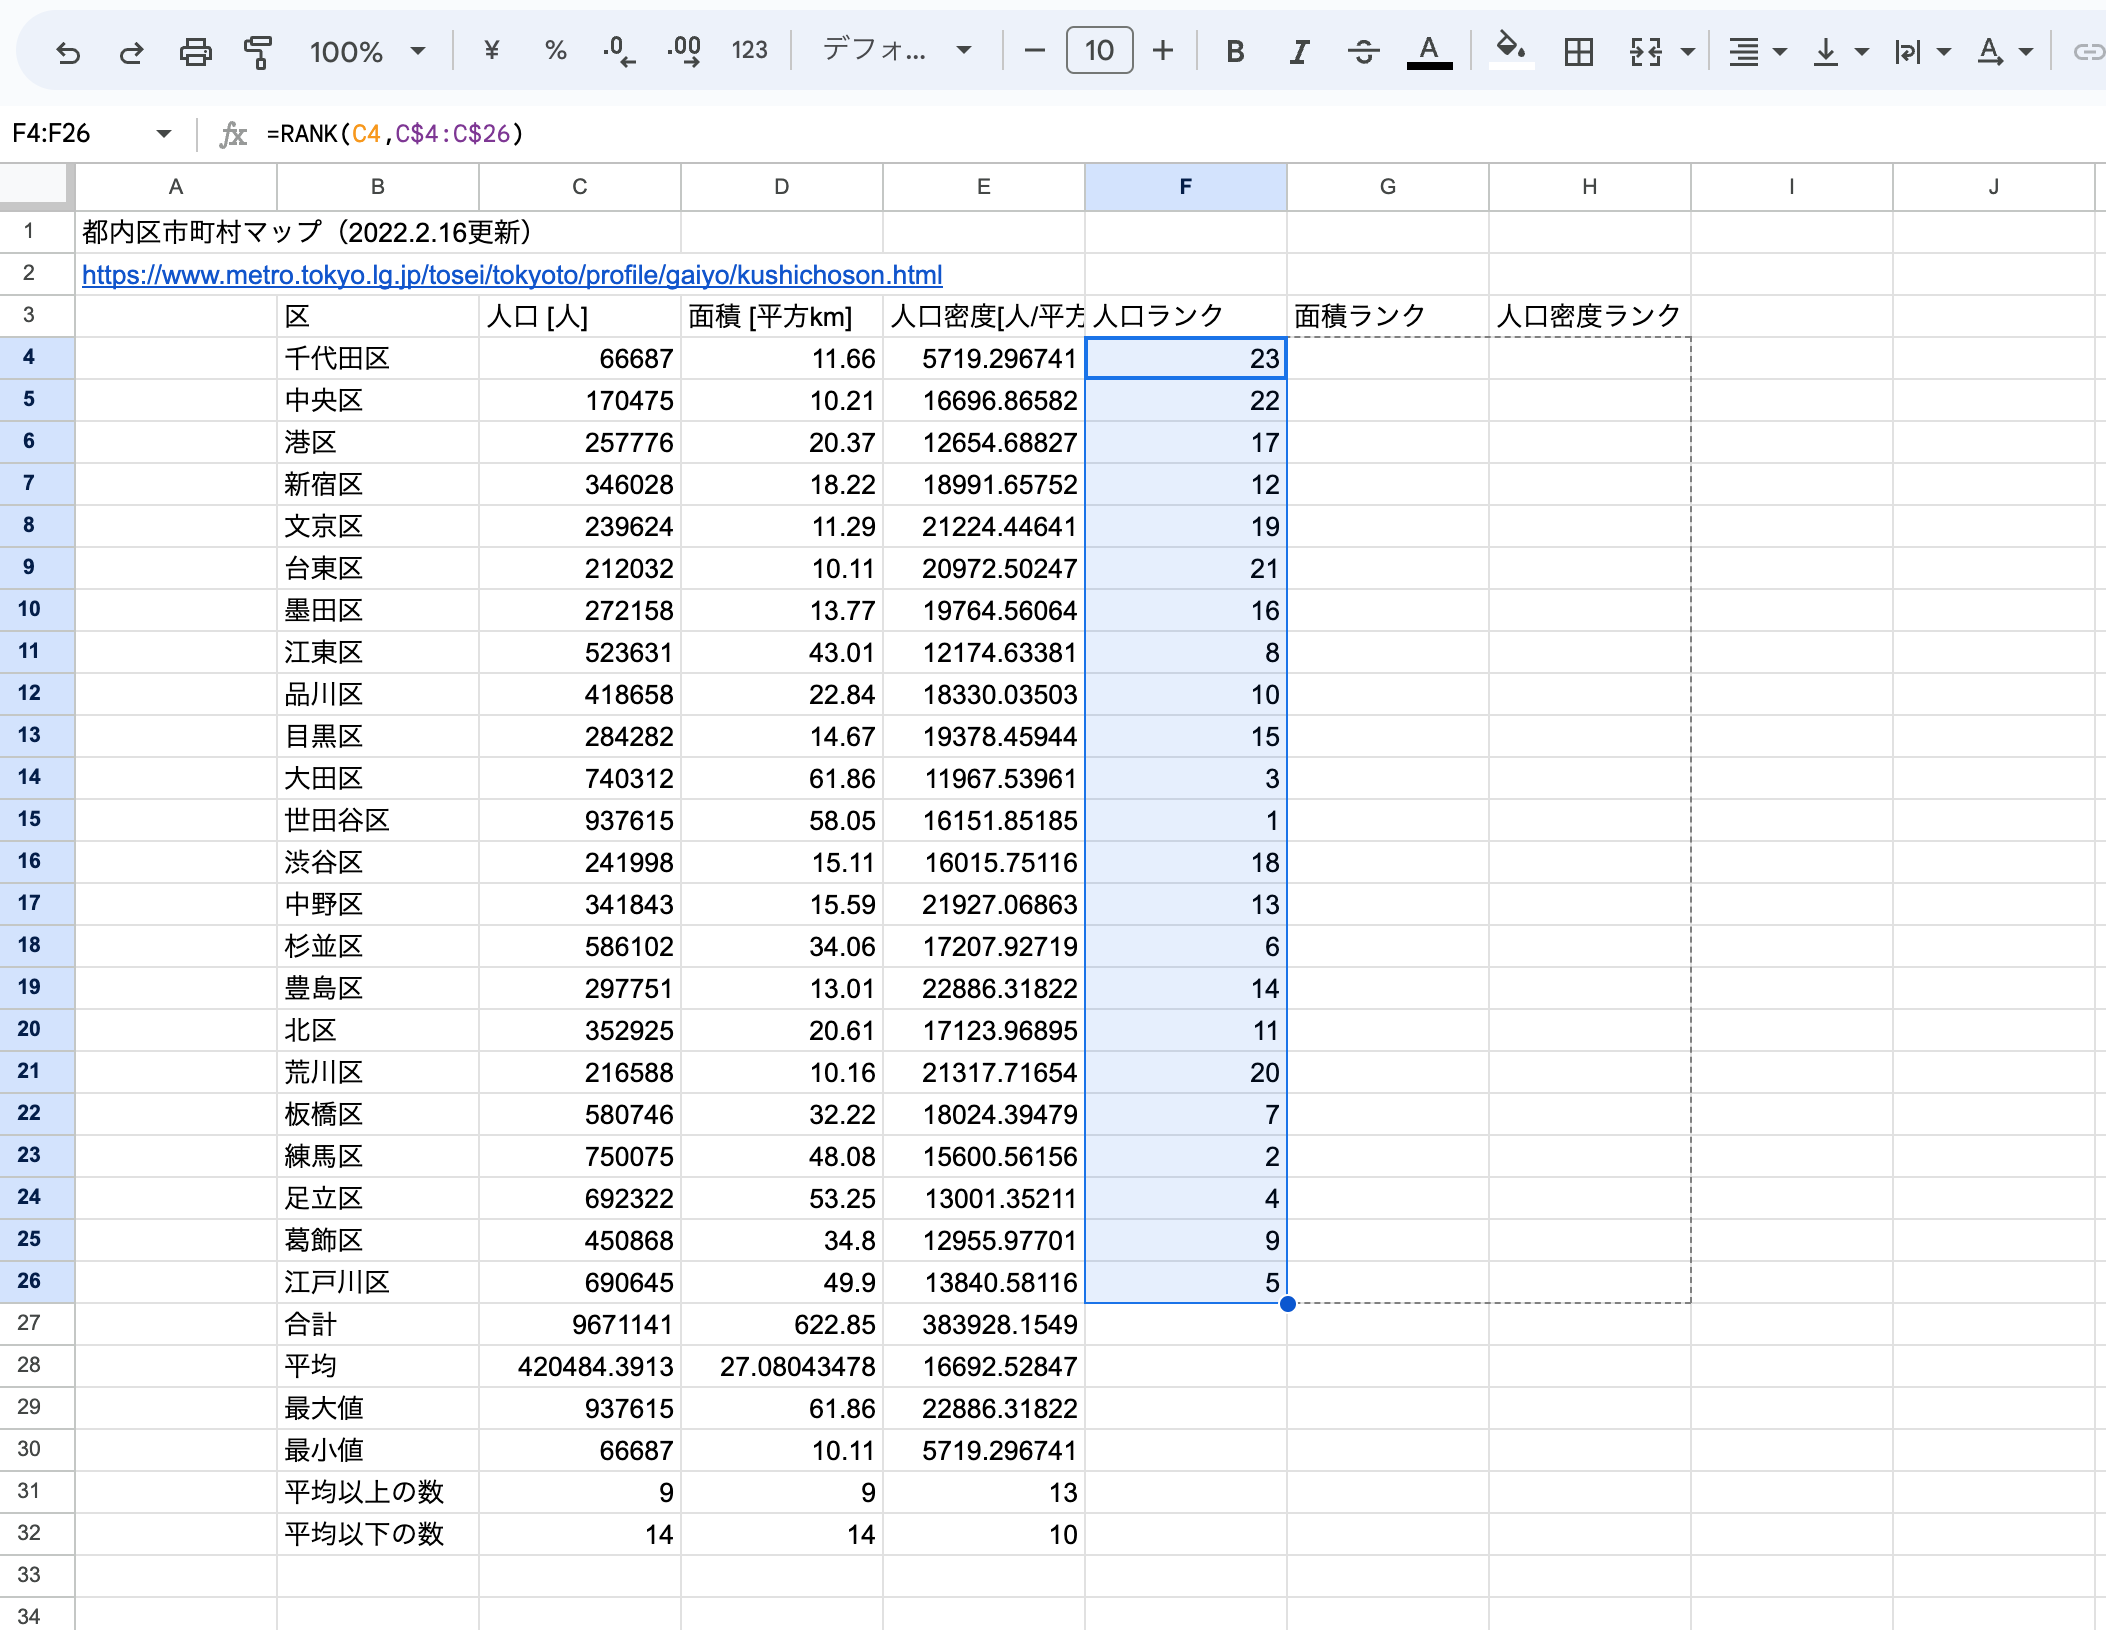 100% ¥ % .0 .00 123 デフォ... 10 B I A A
F4:F26 fx =RANK(C4,C$4:C$26)
A B C D E F G H I J
1 都内区市町村マップ（2022.2.16更新）
2 https://www.metro.tokyo.lg.jp/tosei/tokyoto/profile/gaiyo/kushichoson.html
3 区 人口 [人] 面積 [平方km] 人口密度[人/平方 人口ランク 面積ランク 人口密度ランク
4 千代田区 66687 11.66 5719.296741 23
5 中央区 170475 10.21 16696.86582 22
6 港区 257776 20.37 12654.68827 17
7 新宿区 346028 18.22 18991.65752 12
8 文京区 239624 11.29 21224.44641 19
9 台東区 212032 10.11 20972.50247 21
10 墨田区 272158 13.77 19764.56064 16
11 江東区 523631 43.01 12174.63381 8
12 品川区 418658 22.84 18330.03503 10
13 目黒区 284282 14.67 19378.45944 15
14 大田区 740312 61.86 11967.53961 3
15 世田谷区 937615 58.05 16151.85185 1
16 渋谷区 241998 15.11 16015.75116 18
17 中野区 341843 15.59 21927.06863 13
18 杉並区 586102 34.06 17207.92719 6
19 豊島区 297751 13.01 22886.31822 14
20 北区 352925 20.61 17123.96895 11
21 荒川区 216588 10.16 21317.71654 20
22 板橋区 580746 32.22 18024.39479 7
23 練馬区 750075 48.08 15600.56156 2
24 足立区 692322 53.25 13001.35211 4
25 葛飾区 450868 34.8 12955.97701 9
26 江戸川区 690645 49.9 13840.58116 5
27 合計 9671141 622.85 383928.1549
28 平均 420484.3913 27.08043478 16692.52847
29 最大値 937615 61.86 22886.31822
30 最小値 66687 10.11 5719.296741
31 平均以上の数 9 9 13
32 平均以下の数 14 14 10
33
34